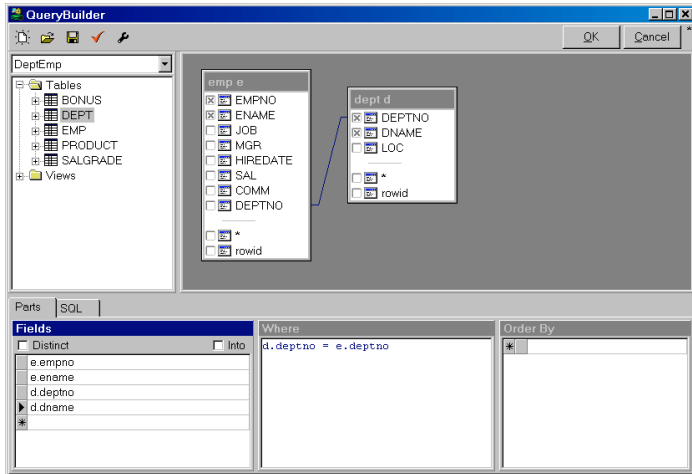 QueryBuilder
OK
Cancel
*
DeptEmp
Tables
BONUS
DEPT
EMP
PRODUCT
SALGRADE
Views
emp e
EMPNO
ENAME
JOB
MGR
HIREDATE
SAL
COMM
DEPTNO
*
rowid
dept d
DEPTNO
DNAME
LOC
*
rowid
Parts
SQL
Fields
Distinct
Into
e.empno
e.ename
d.deptno
d.dname
*
Where
d.deptno = e.deptno
Order By
*